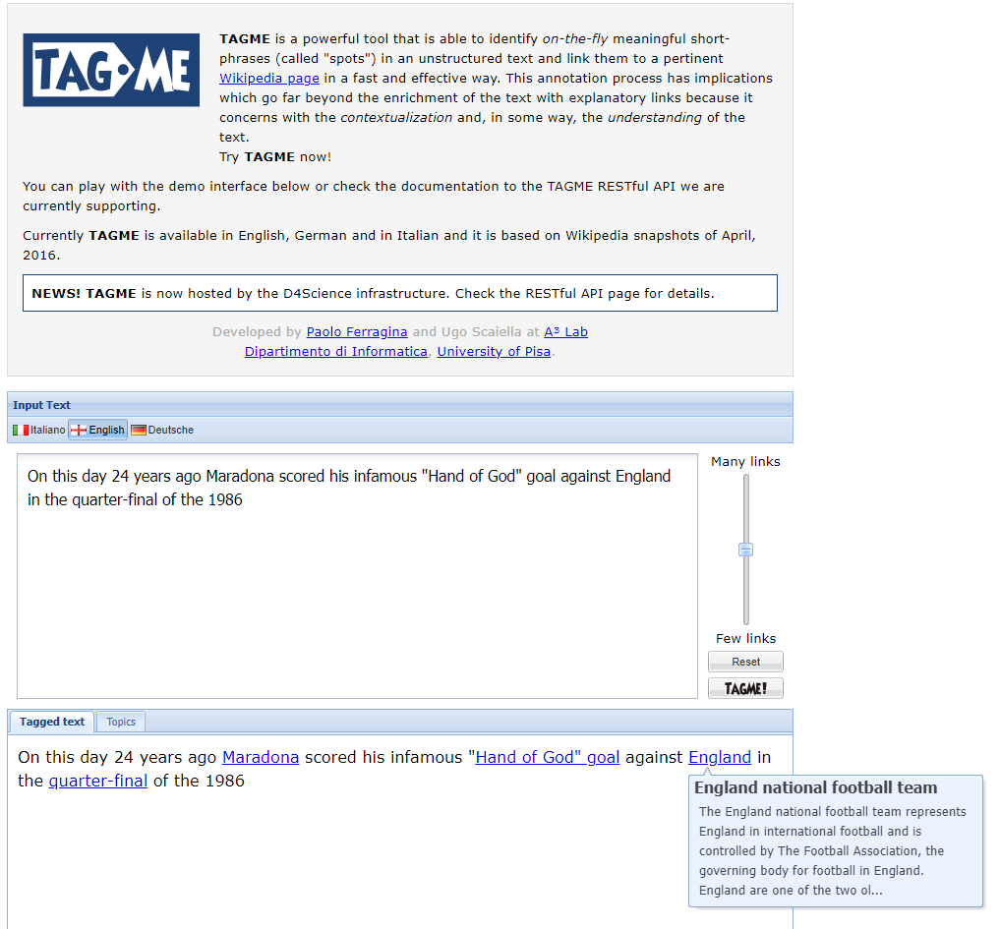 TAG•ME
TAGME is a powerful tool that is able to identify on-the-fly meaningful short-
phrases (called "spots") in an unstructured text and link them to a pertinent
Wikipedia page in a fast and effective way. This annotation process has implications
which go far beyond the enrichment of the text with explanatory links because it
concerns with the contextualization and, in some way, the understanding of the
text.
Try TAGME now!
You can play with the demo interface below or check the documentation to the TAGME RESTful API we are
currently supporting.
Currently TAGME is available in English, German and in Italian and it is based on Wikipedia snapshots of April,
2016.
NEWS! TAGME is now hosted by the D4Science infrastructure. Check the RESTful API page for details.
Developed by Paolo Ferragina and Ugo Scaiella at A³ Lab
Dipartimento di Informatica, University of Pisa.
Input Text
Italiano English Deutsche
On this day 24 years ago Maradona scored his infamous "Hand of God" goal against England
in the quarter-final of the 1986
Many links
Few links
Reset
TAGME!
Tagged text Topics
On this day 24 years ago Maradona scored his infamous "Hand of God" goal against England in
the quarter-final of the 1986
England national football team
The England national football team represents
England in international football and is
controlled by The Football Association, the
governing body for football in England.
England are one of the two ol...